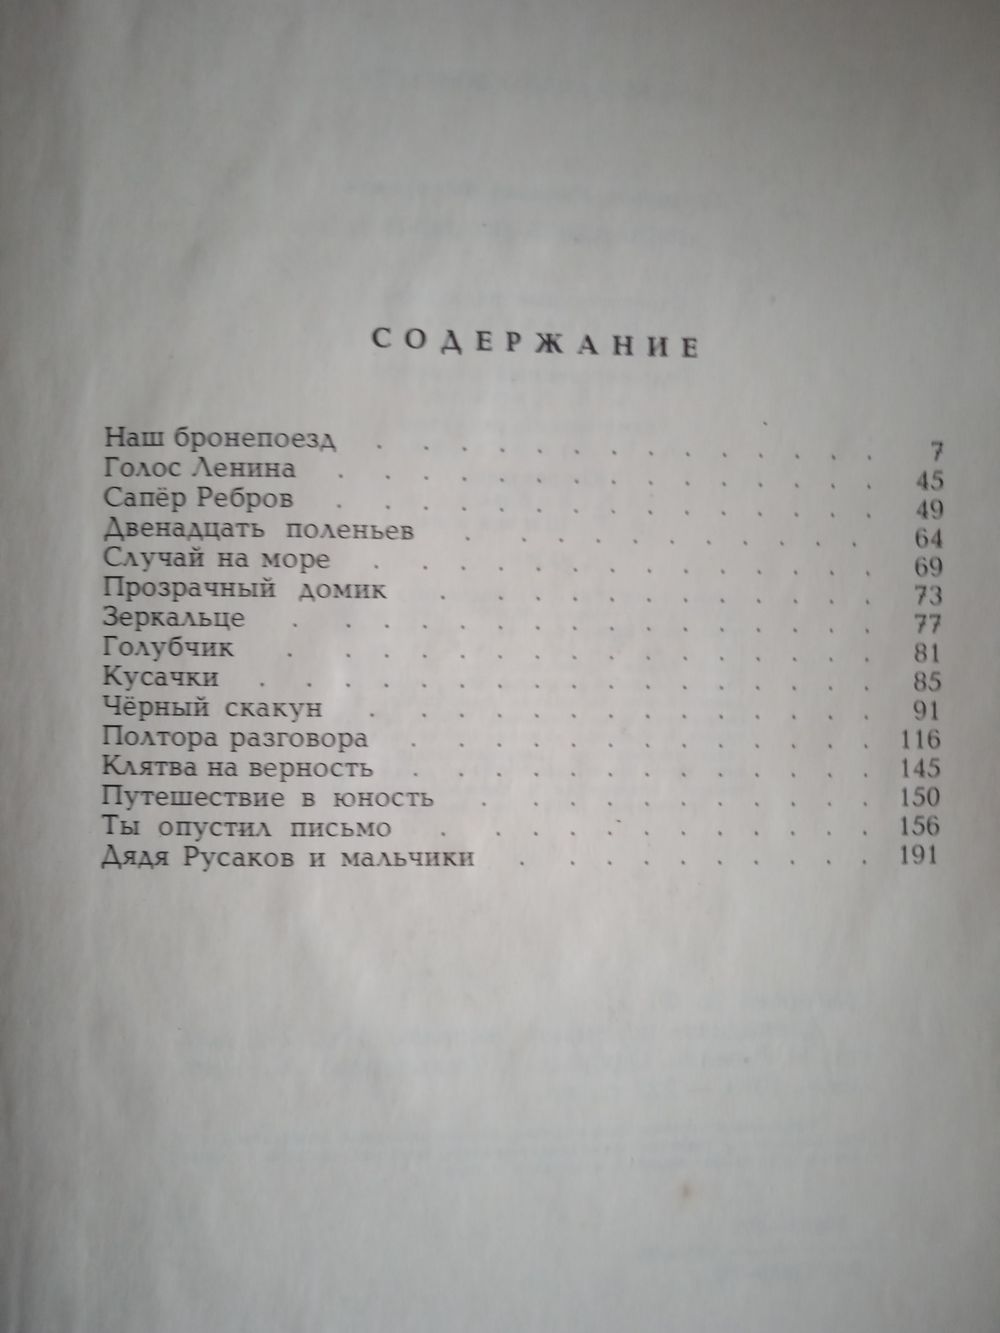 СОДЕРЖАНИЕ
Наш бронепоезд . . . . . . . . . . . . . . 7
Голос Ленина . . . . . . . . . . . . . . . 45
Сапёр Ребров . . . . . . . . . . . . . . . 49
Двенадцать поленьев . . . . . . . . . . . 64
Случай на море . . . . . . . . . . . . . . 69
Прозрачный домик . . . . . . . . . . . . 73
Зеркальце . . . . . . . . . . . . . . . . 77
Голубчик . . . . . . . . . . . . . . . . 81
Кусачки . . . . . . . . . . . . . . . . . 85
Чёрный скакун . . . . . . . . . . . . . . 91
Полтора разговора . . . . . . . . . . . . 116
Клятва на верность . . . . . . . . . . . . 145
Путешествие в юность . . . . . . . . . . . 150
Ты опустил письмо . . . . . . . . . . . . 156
Дядя Русаков и мальчики . . . . . . . . . 191